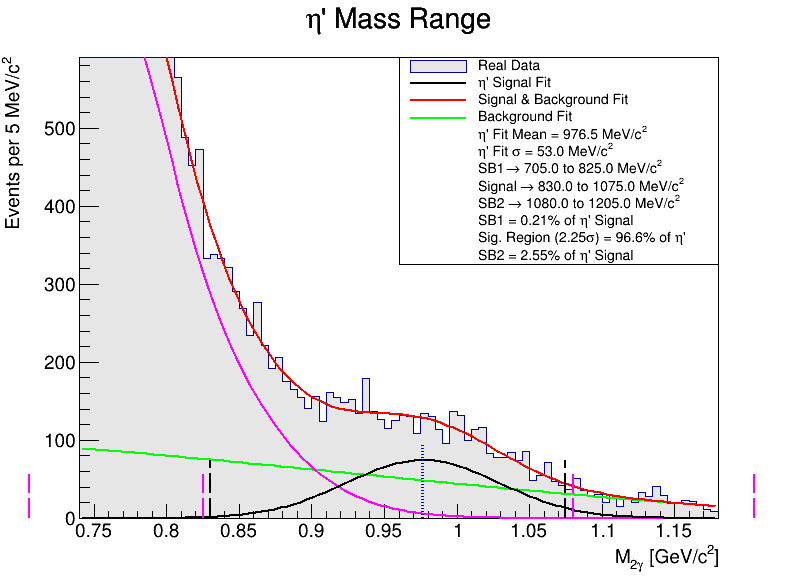 η' Mass Range
Events per 5 MeV/c²
Real Data
η' Signal Fit
Signal & Background Fit
Background Fit
η' Fit Mean = 976.5 MeV/c²
η' Fit σ = 53.0 MeV/c²
SB1 → 705.0 to 825.0 MeV/c²
Signal → 830.0 to 1075.0 MeV/c²
SB2 → 1080.0 to 1205.0 MeV/c²
SB1 = 0.21% of η' Signal
Sig. Region (2.25σ) = 96.6% of η'
SB2 = 2.55% of η' Signal
500
400
300
200
100
0
0.75 0.8 0.85 0.9 0.95 1 1.05 1.1 1.15
M₂γ [GeV/c²]